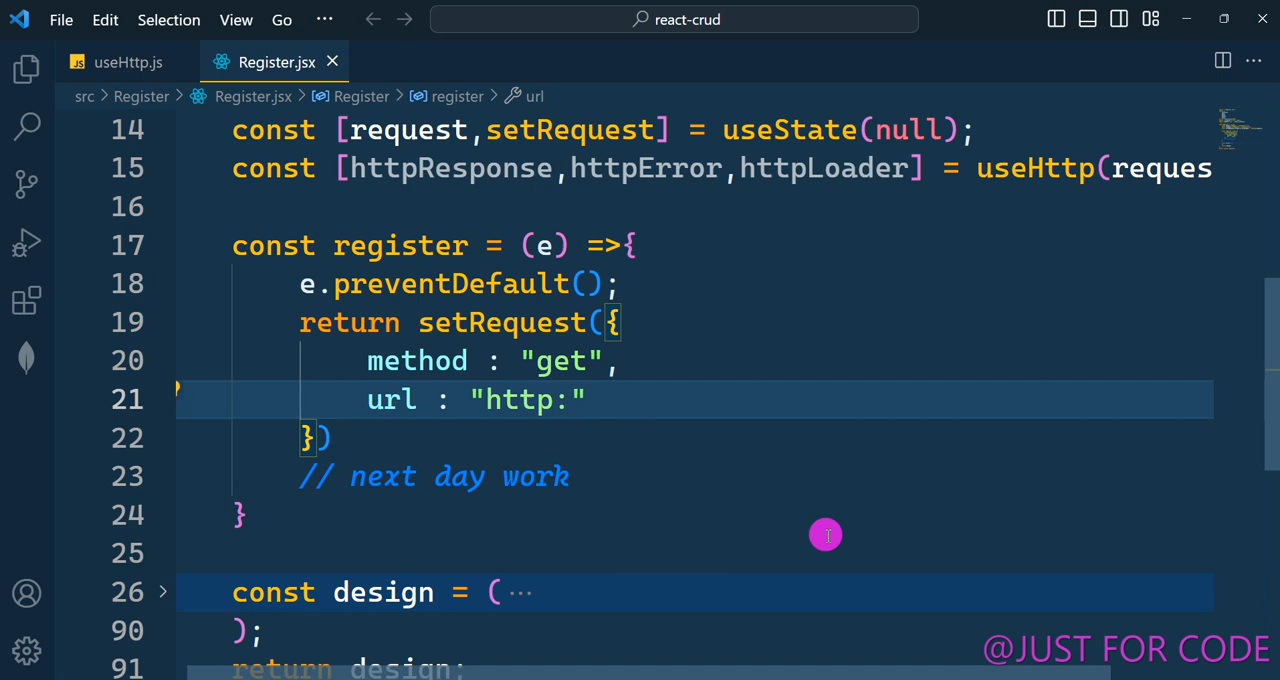 File Edit Selection View Go ··· react-crud
JS useHttp.js Register.jsx
src > Register > Register.jsx > Register > register > url
14 const [request,setRequest] = useState(null);
15 const [httpResponse,httpError,httpLoader] = useHttp(reques
16
17 const register = (e) =>{
18 e.preventDefault();
19 return setRequest({
20 method : "get",
21 url : "http:"
22 })
23 // next day work
24 }
25
26 const design = (···
90 );
91 return design;
@JUST FOR CODE